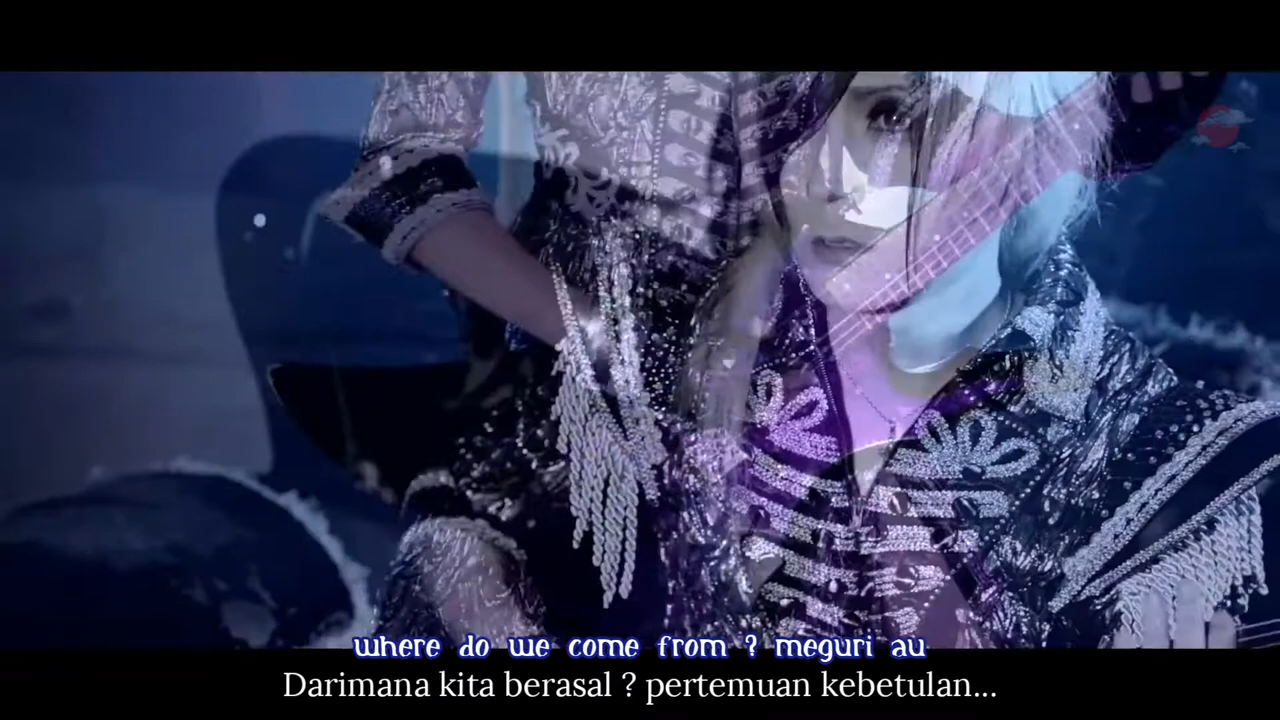 where do we come from ? meguri au
Darimana kita berasal ? pertemuan kebetulan...